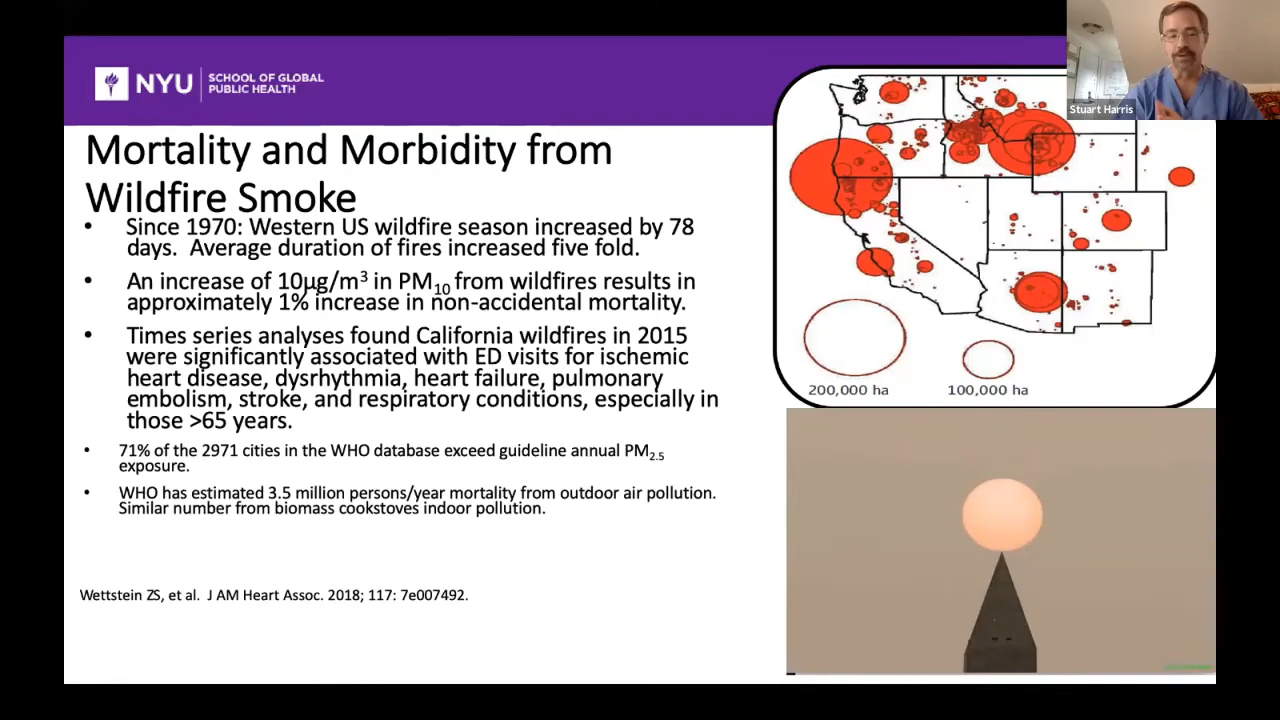 NYU
SCHOOL OF GLOBAL
PUBLIC HEALTH
Stuart Harris
Mortality and Morbidity from
Wildfire Smoke
• Since 1970: Western US wildfire season increased by 78
days. Average duration of fires increased five fold.
• An increase of 10µg/m³ in PM₁₀ from wildfires results in
approximately 1% increase in non-accidental mortality.
• Times series analyses found California wildfires in 2015
were significantly associated with ED visits for ischemic
heart disease, dysrhythmia, heart failure, pulmonary
embolism, stroke, and respiratory conditions, especially in
those >65 years.
• 71% of the 2971 cities in the WHO database exceed guideline annual PM₂.₅
exposure.
• WHO has estimated 3.5 million persons/year mortality from outdoor air pollution.
Similar number from biomass cookstoves indoor pollution.
Wettstein ZS, et al. J AM Heart Assoc. 2018; 117: 7e007492.
200,000 ha
100,000 ha